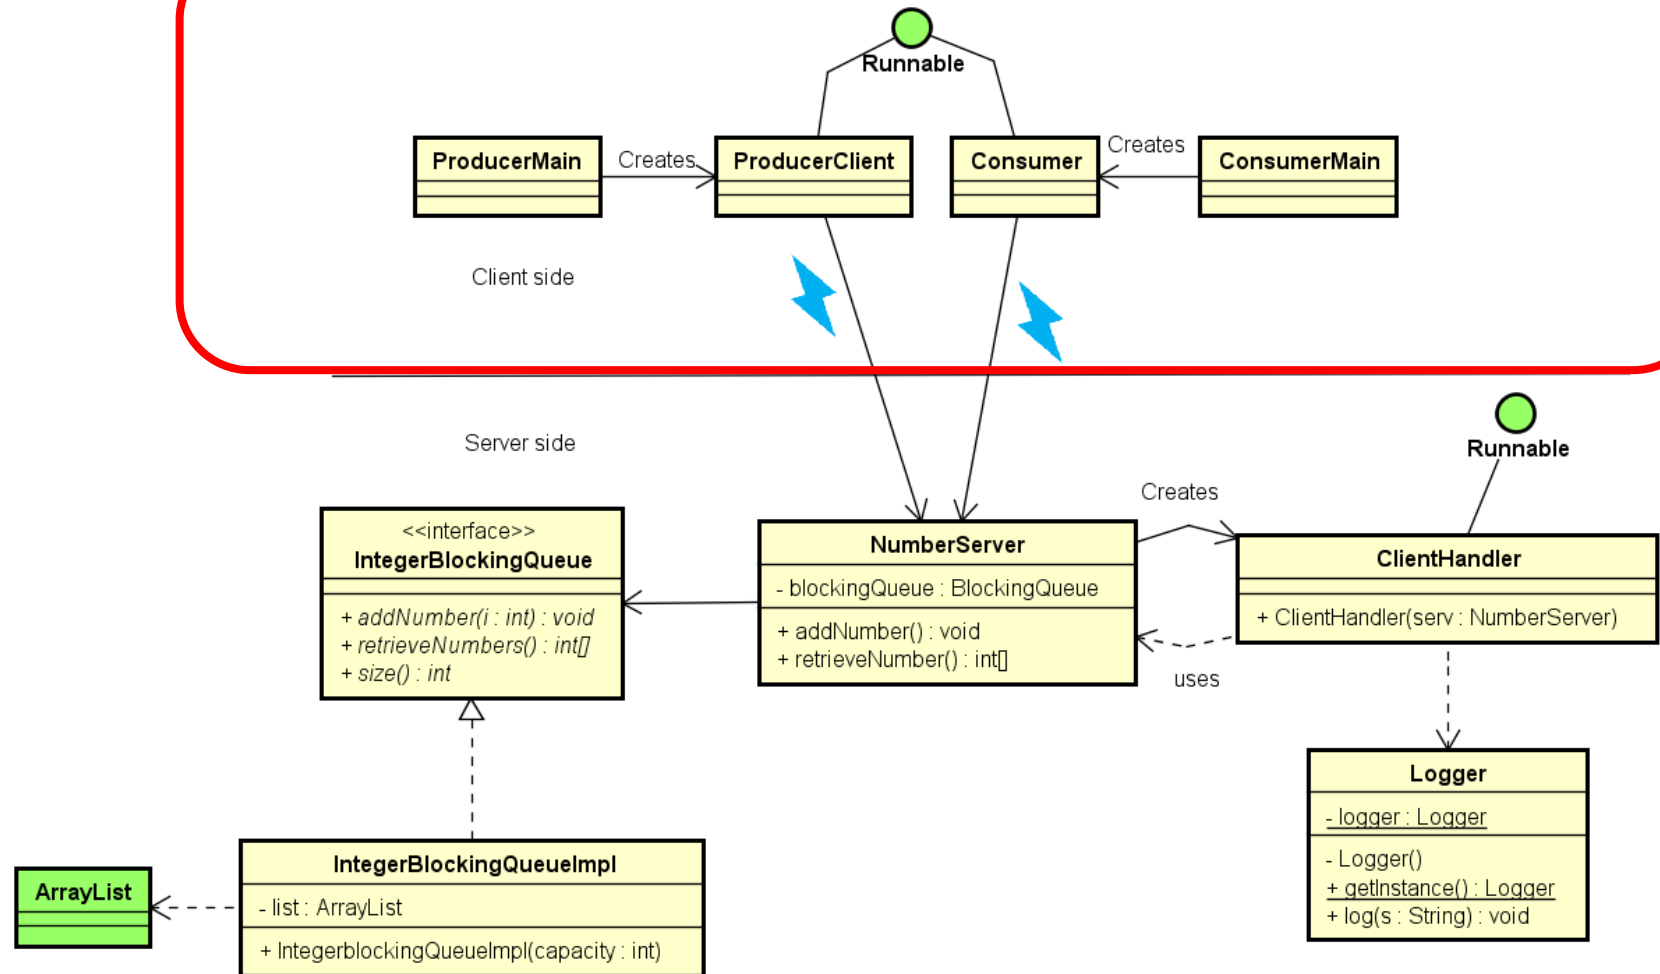 Runnable
ProducerMain
Creates
ProducerClient
Consumer
Creates
ConsumerMain
Client side
Server side
Runnable
<<interface>>
IntegerBlockingQueue
+ addNumber(i : int) : void
+ retrieveNumbers() : int[]
+ size() : int
NumberServer
- blockingQueue : BlockingQueue
+ addNumber() : void
+ retrieveNumber() : int[]
Creates
ClientHandler
+ ClientHandler(serv : NumberServer)
uses
Logger
- logger : Logger
- Logger()
+ getInstance() : Logger
+ log(s : String) : void
ArrayList
IntegerBlockingQueueImpl
- list : ArrayList
+ IntegerblockingQueueImpl(capacity : int)